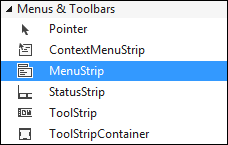 Menus & Toolbars
Pointer
ContextMenuStrip
MenuStrip
StatusStrip
ToolStrip
ToolStripContainer